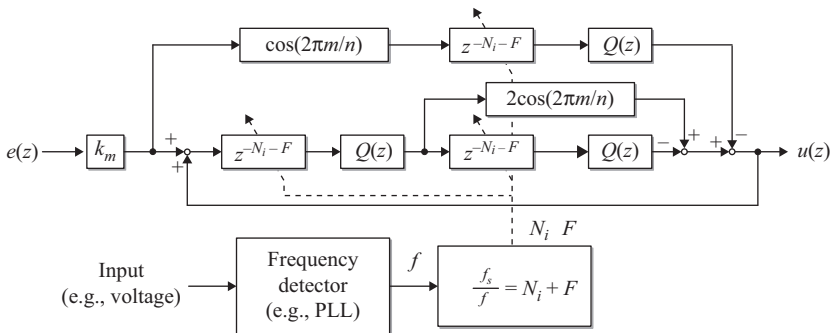 cos(2πm/n)
z^{-N_i-F}
Q(z)
2cos(2πm/n)
e(z)
k_m
+
+
z^{-N_i-F}
Q(z)
z^{-N_i-F}
Q(z)
−
+
+
−
u(z)
N_i F
Input
(e.g., voltage)
Frequency
detector
(e.g., PLL)
f
f_s/f = N_i + F